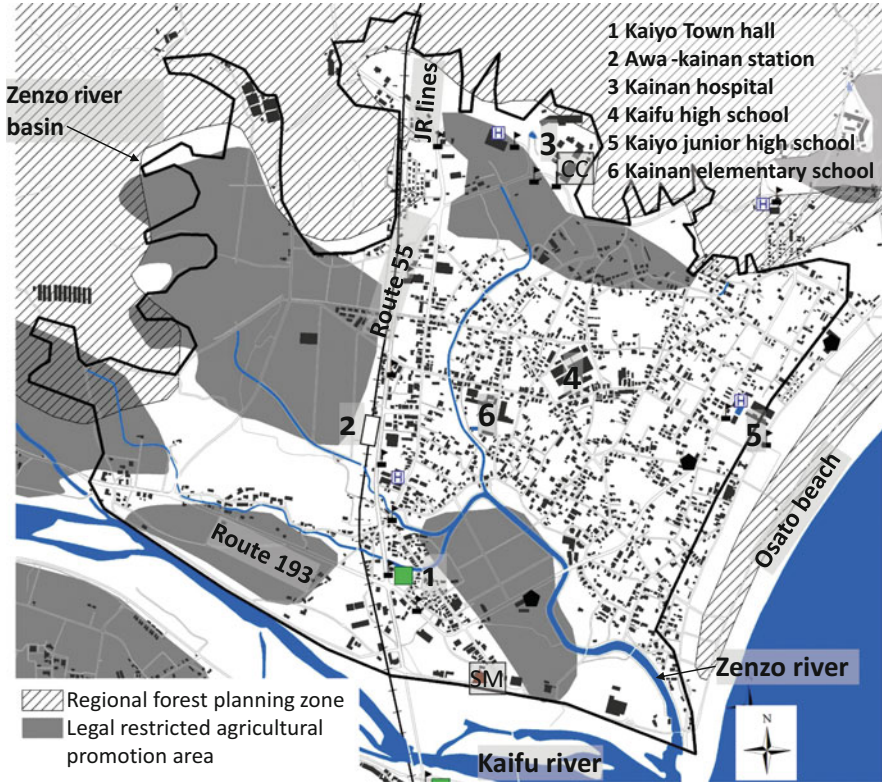 1 Kaiyo Town hall
2 Awa -kainan station
3 Kainan hospital
4 Kaifu high school
5 Kaiyo junior high school
6 Kainan elementary school
Zenzo river
basin
JR lines
H
3
CC
H
Route 55
4
2
6
H
5
H
Osato beach
Route 193
1
SM
Zenzo river
Regional forest planning zone
Legal restricted agricultural
promotion area
N
Kaifu river